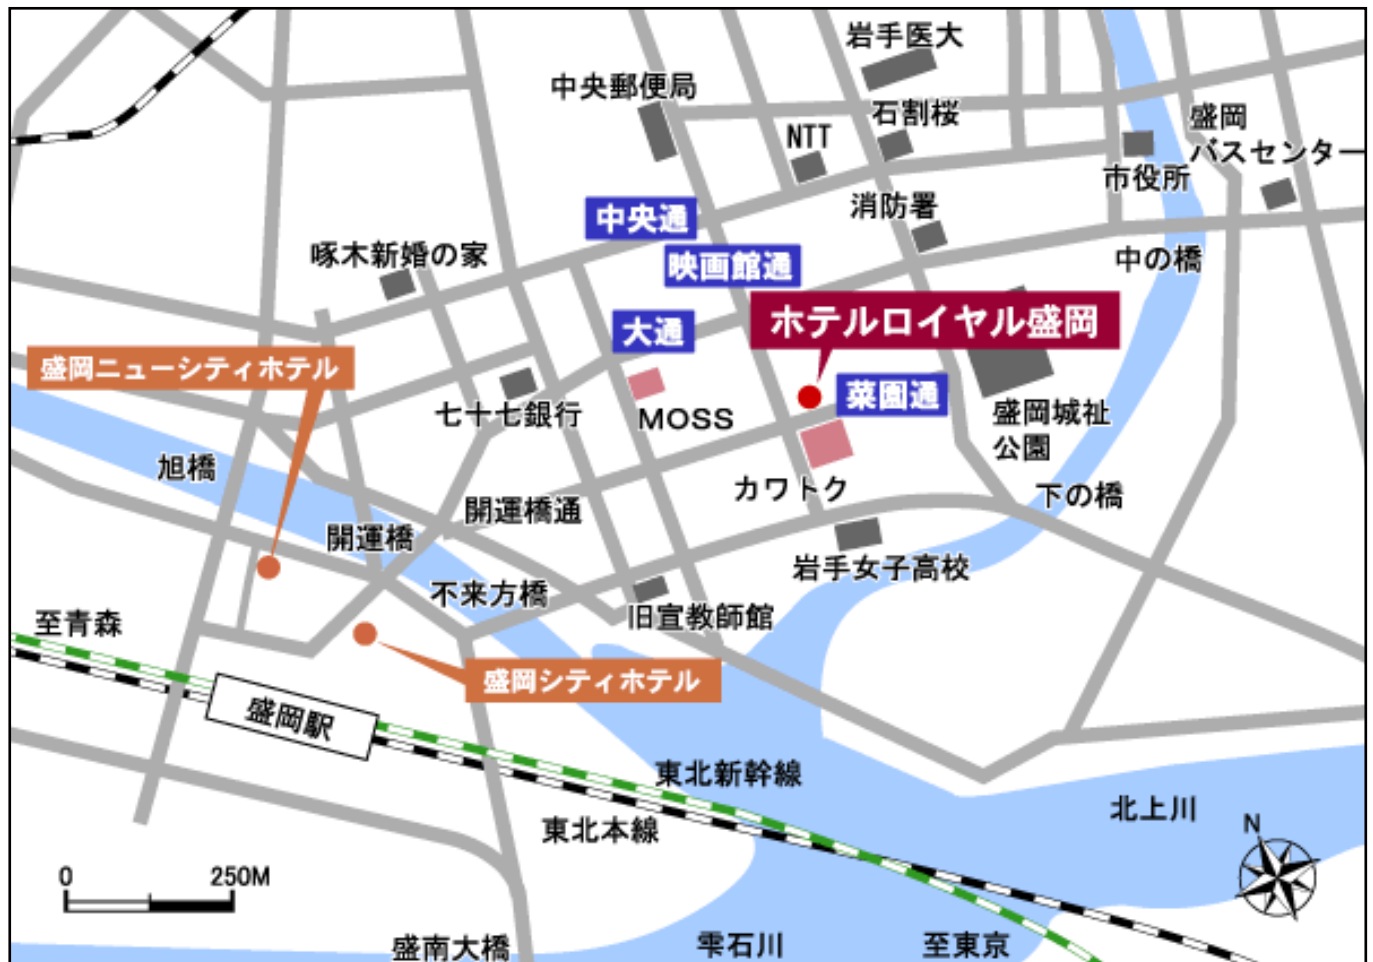 岩手医大
中央郵便局
石割桜
NTT
盛岡
バスセンター
市役所
消防署
中央通
啄木新婚の家
映画館通
中の橋
大通
ホテルロイヤル盛岡
盛岡ニューシティホテル
菜園通
七十七銀行
MOSS
盛岡城祉
公園
旭橋
カワトク
下の橋
開運橋通
開運橋
岩手女子高校
不来方橋
旧宣教師館
至青森
盛岡シティホテル
盛岡駅
東北新幹線
北上川
東北本線
N
0 250M
盛南大橋
雫石川
至東京